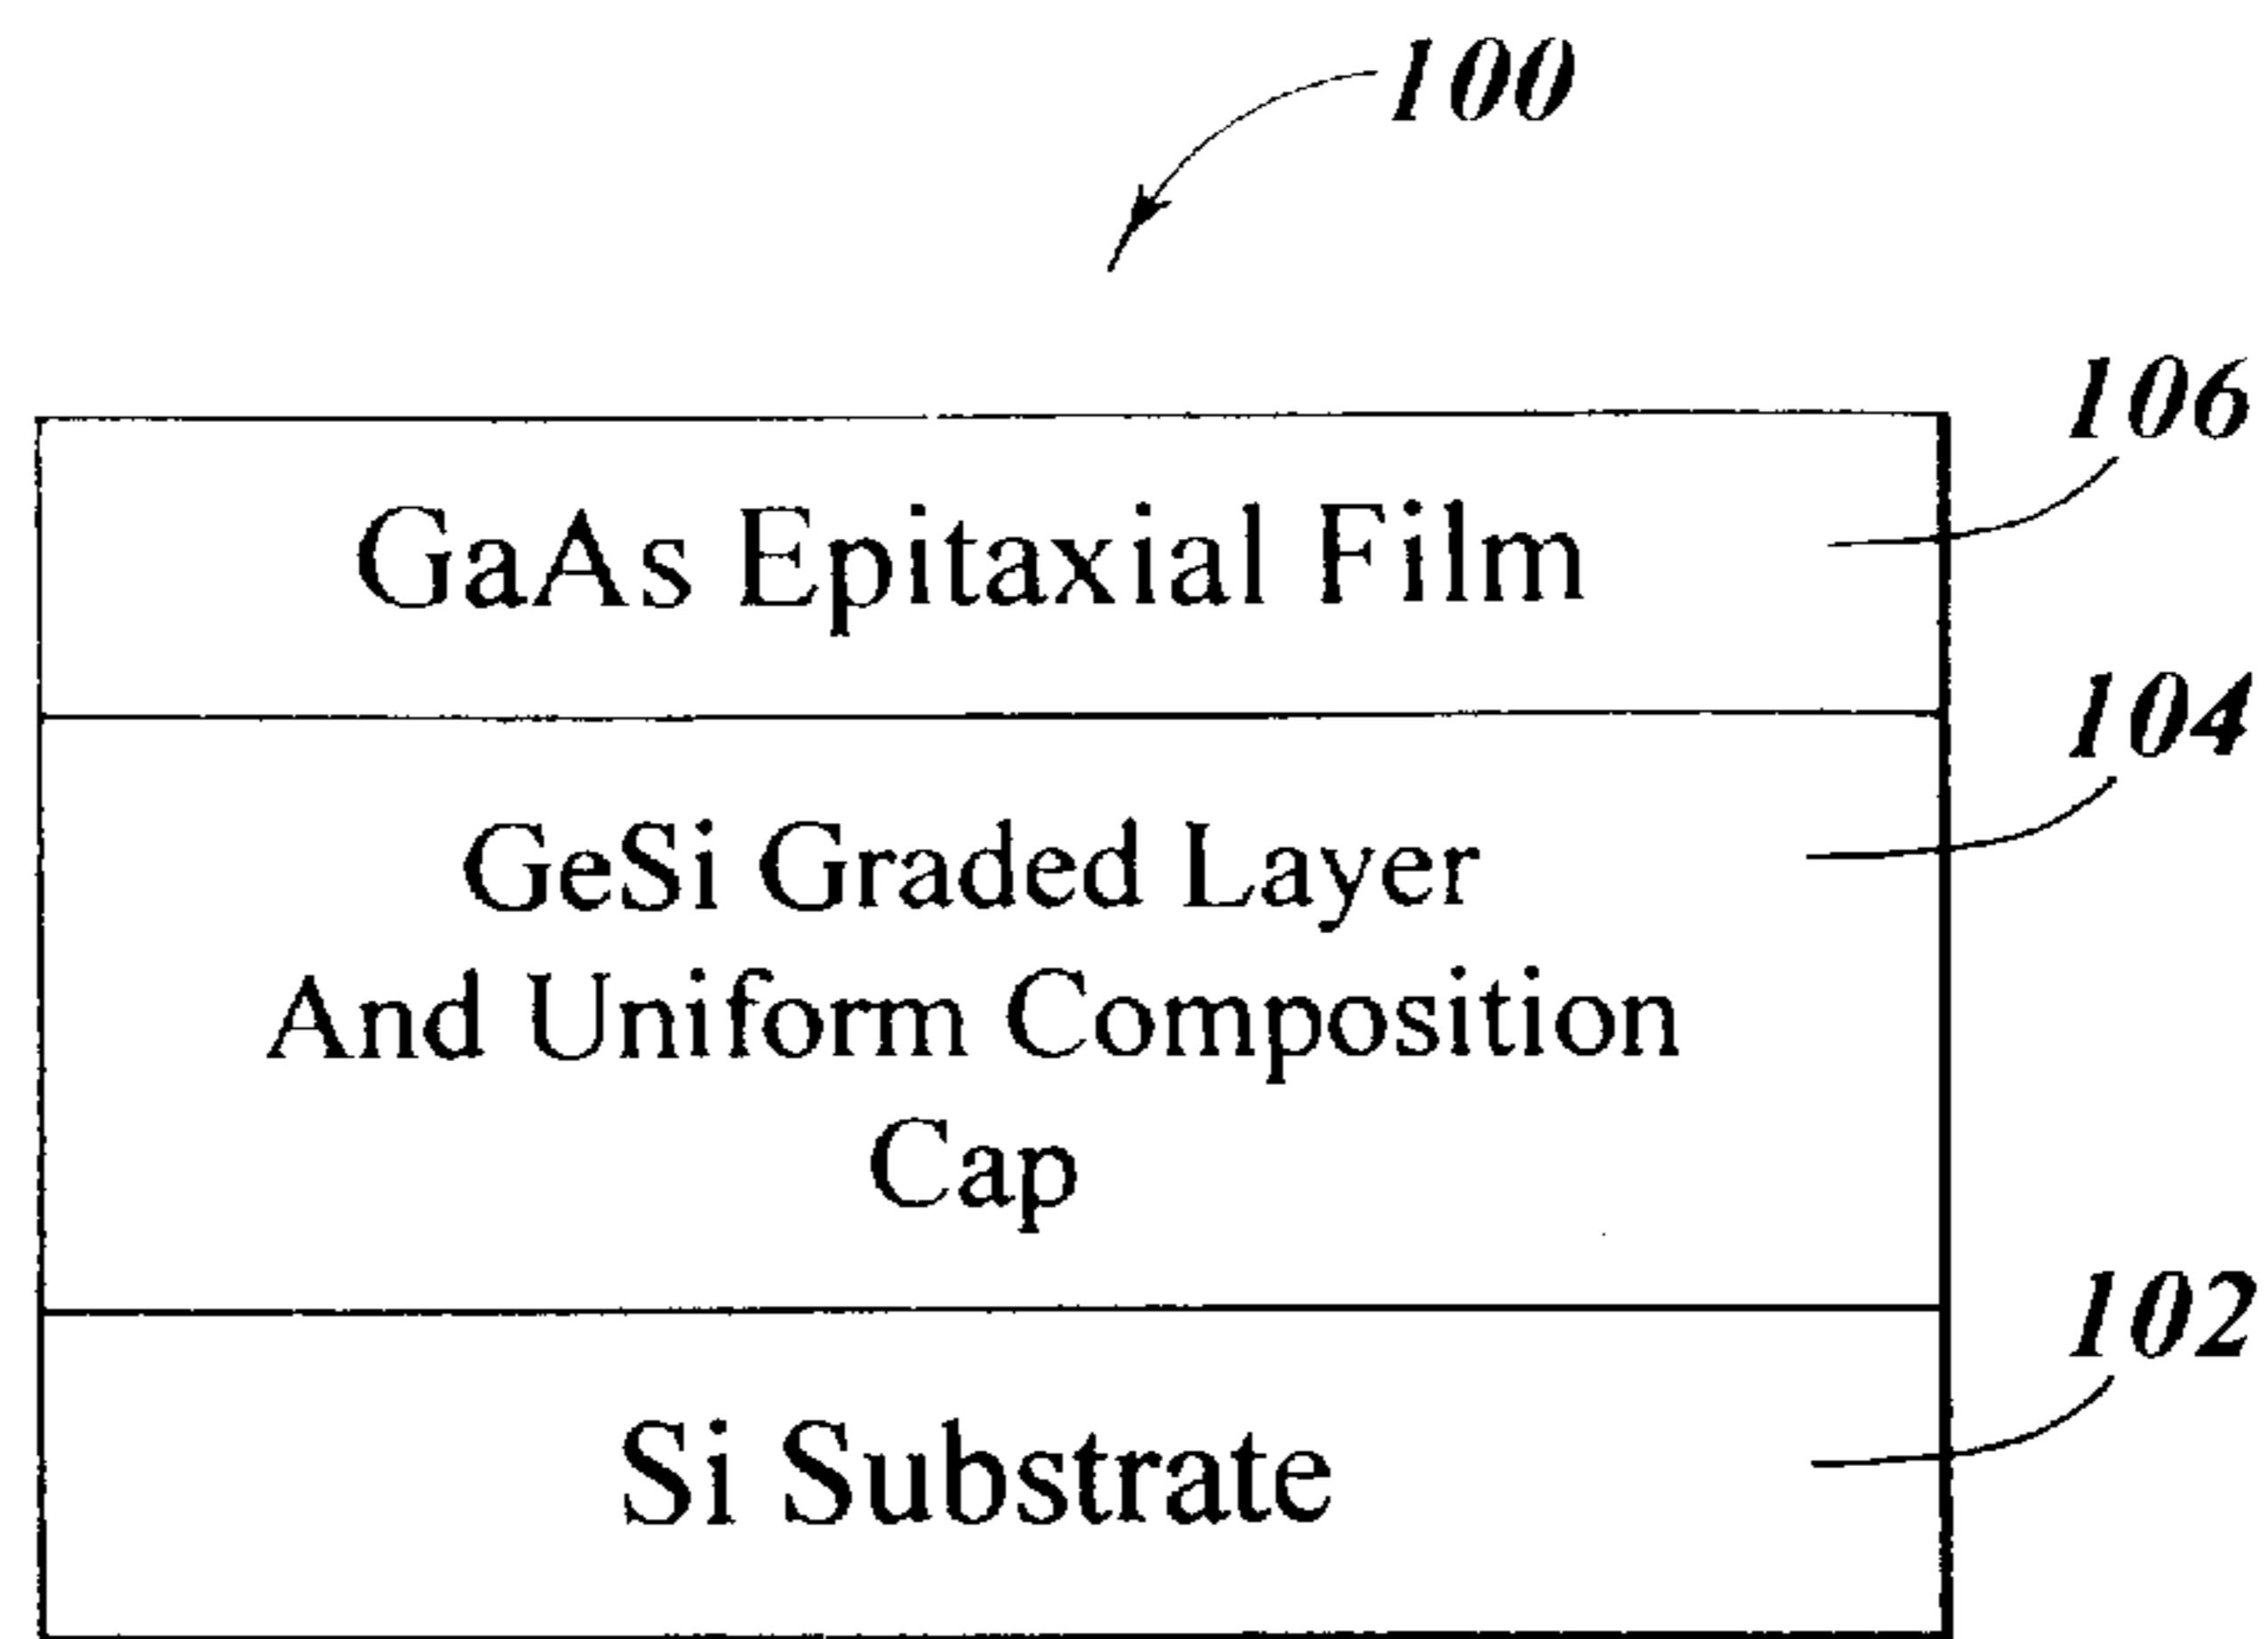 100
106
GaAs Epitaxial Film
104
GeSi Graded Layer
And Uniform Composition
Cap
102
Si Substrate